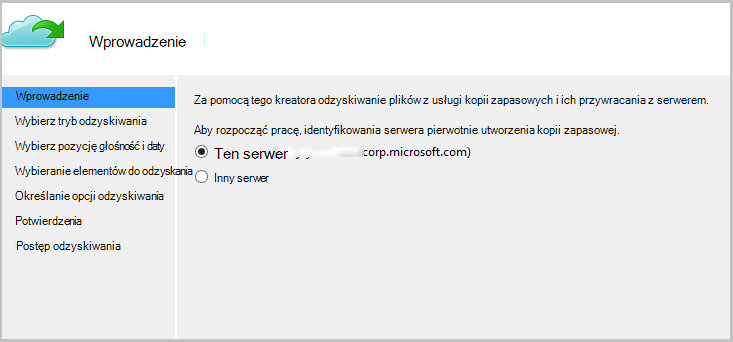 Wprowadzenie
Wprowadzenie
Wybierz tryb odzyskiwania
Wybierz pozycję głośność i daty
Wybieranie elementów do odzyskania
Określanie opcji odzyskiwania
Potwierdzenia
Postęp odzyskiwania
Za pomocą tego kreatora odzyskiwanie plików z usługi kopii zapasowych i ich przywracania z serwerem.
Aby rozpocząć pracę, identyfikowania serwera pierwotnie utworzenia kopii zapasowej.
Ten serwer corp.microsoft.com)
Inny serwer